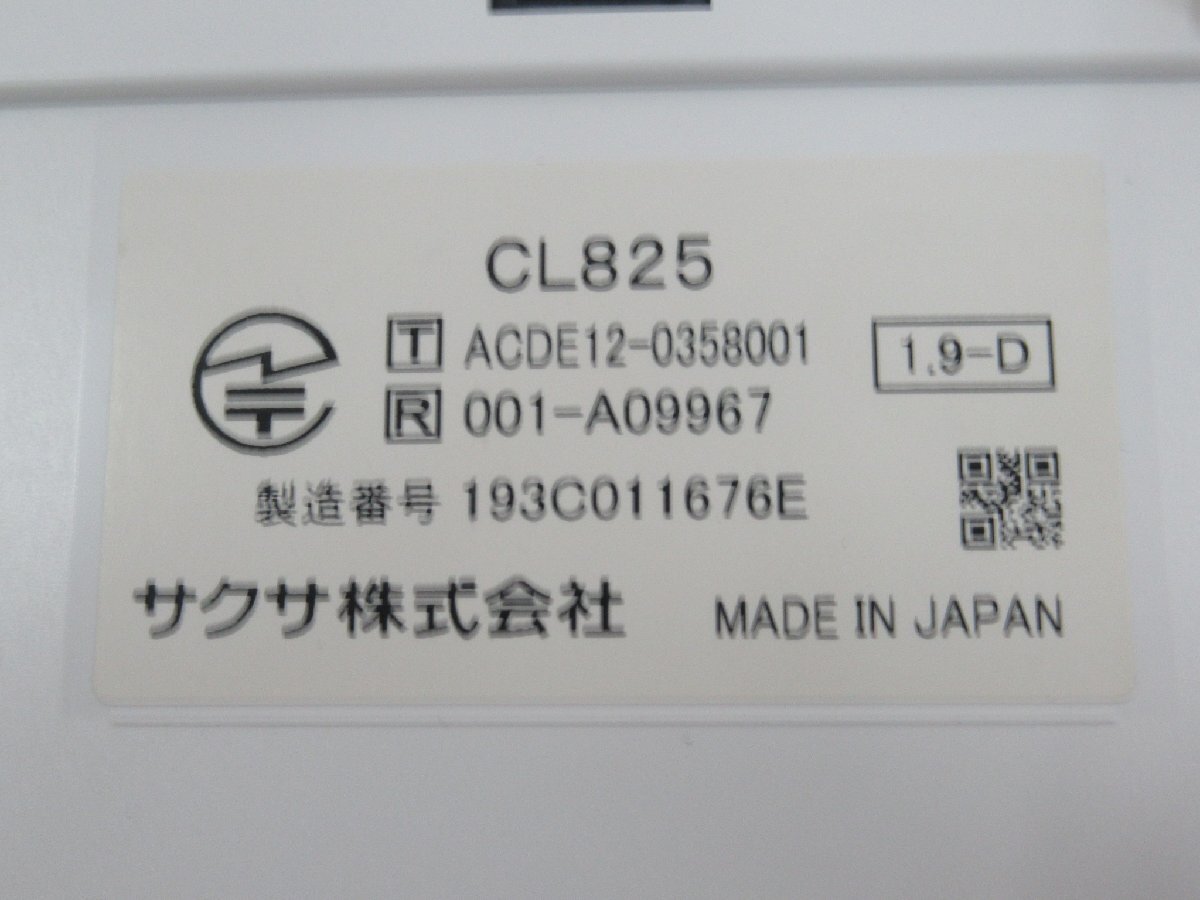 CL825
T ACDE12-0358001
1.9-D
R 001-A09967
製造番号 193C011676E
サクサ株式会社 MADE IN JAPAN